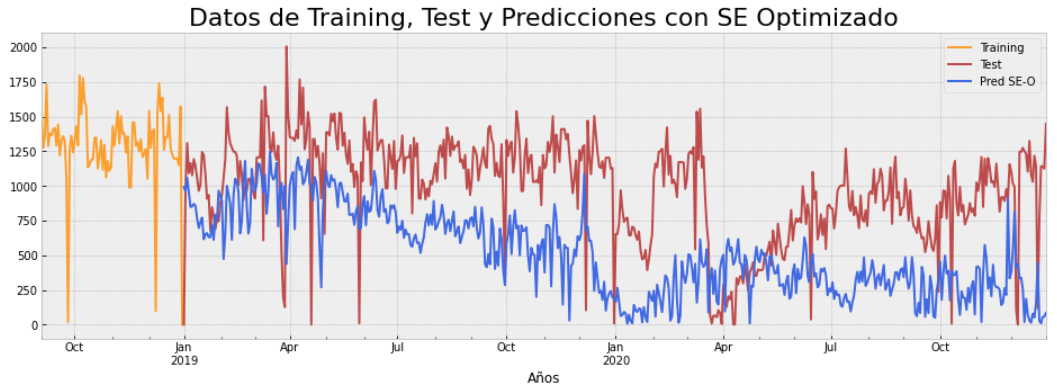 Datos de Training, Test y Predicciones con SE Optimizado
2000
1750
1500
1250
1000
750
500
250
0
Training
Test
Pred SE-O
Oct
Jan
2019
Apr
Jul
Oct
Jan
2020
Apr
Jul
Oct
Años